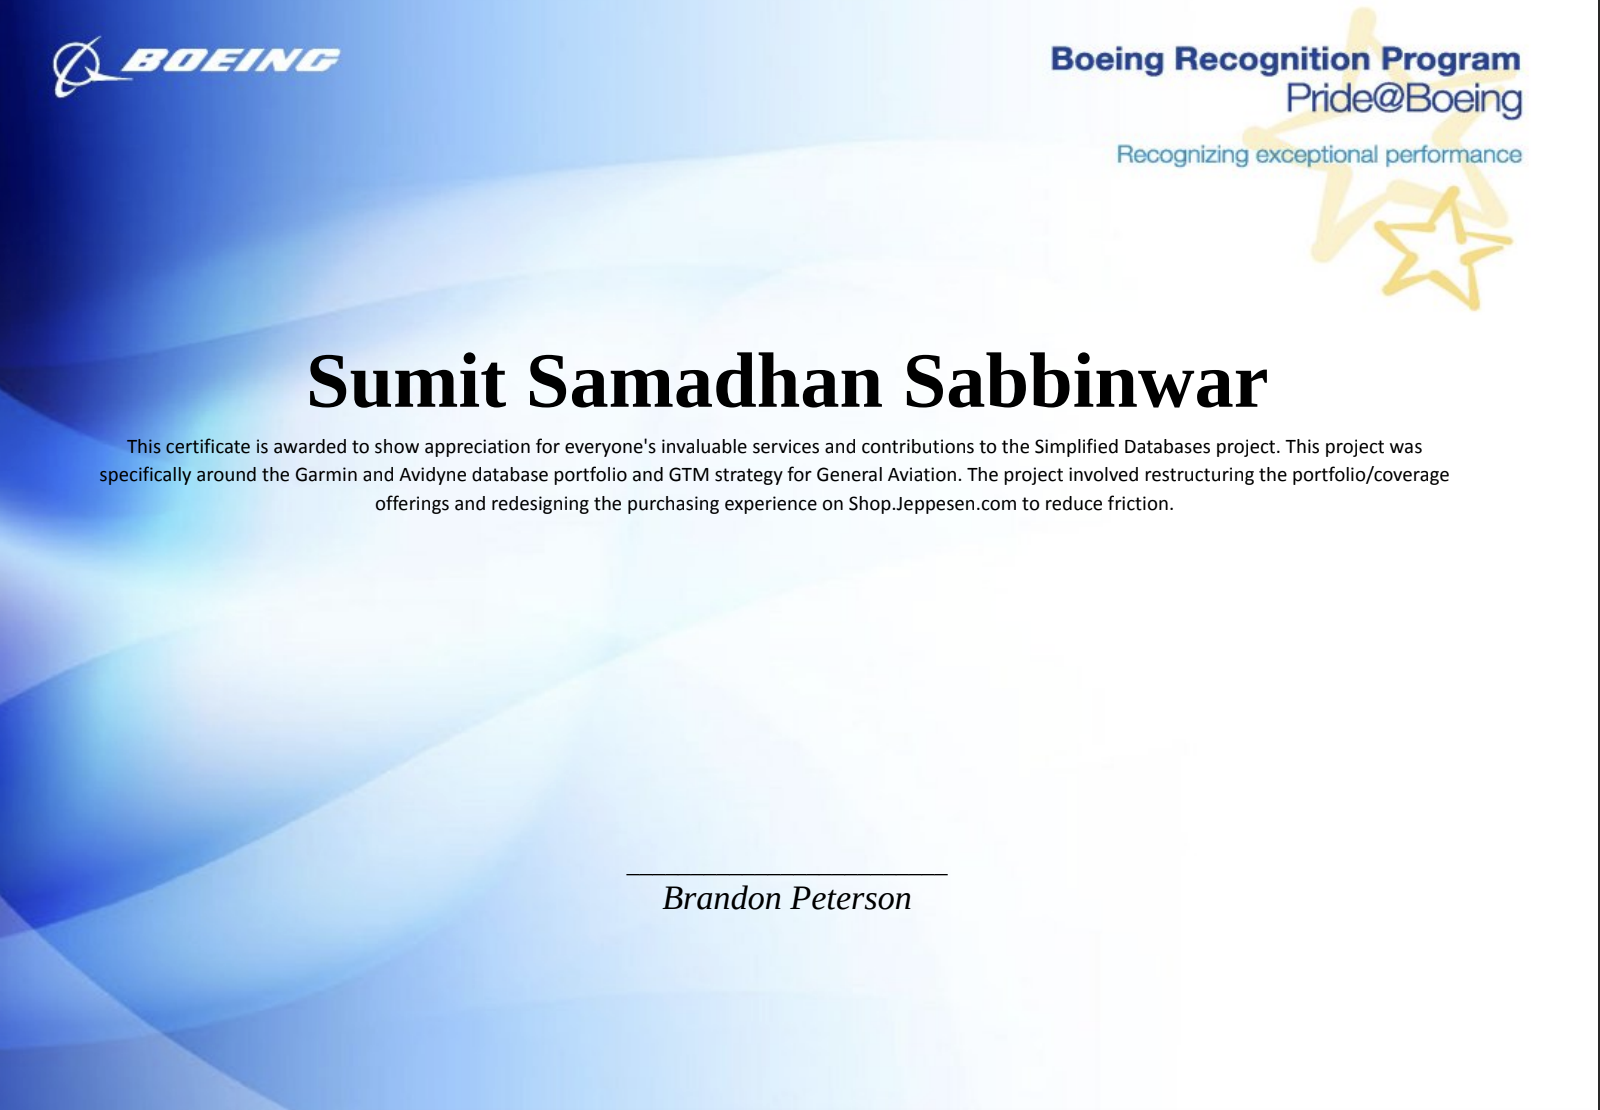 BOEING
Boeing Recognition Program
Pride@Boeing
Recognizing exceptional performance
Sumit Samadhan Sabbinwar
This certificate is awarded to show appreciation for everyone's invaluable services and contributions to the Simplified Databases project. This project was
specifically around the Garmin and Avidyne database portfolio and GTM strategy for General Aviation. The project involved restructuring the portfolio/coverage
offerings and redesigning the purchasing experience on Shop.Jeppesen.com to reduce friction.
Brandon Peterson